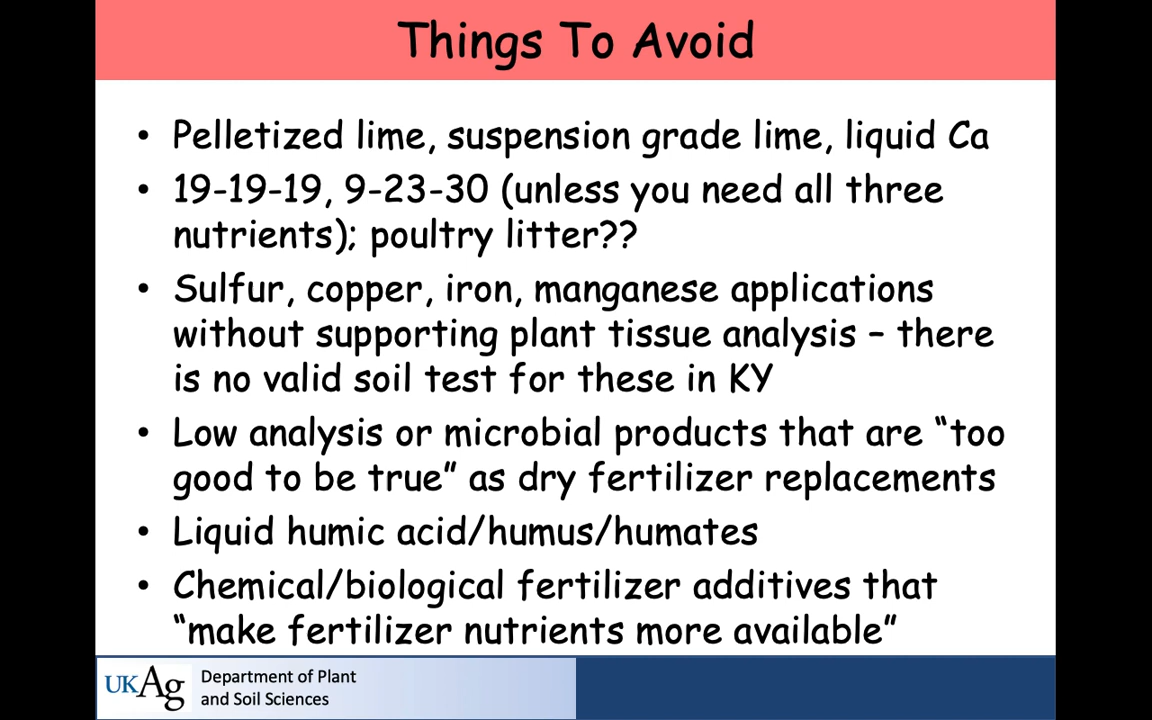 Things To Avoid
• Pelletized lime, suspension grade lime, liquid Ca
• 19-19-19, 9-23-30 (unless you need all three
nutrients); poultry litter??
• Sulfur, copper, iron, manganese applications
without supporting plant tissue analysis – there
is no valid soil test for these in KY
• Low analysis or microbial products that are “too
good to be true” as dry fertilizer replacements
• Liquid humic acid/humus/humates
• Chemical/biological fertilizer additives that
“make fertilizer nutrients more available”
UKAg
Department of Plant
and Soil Sciences